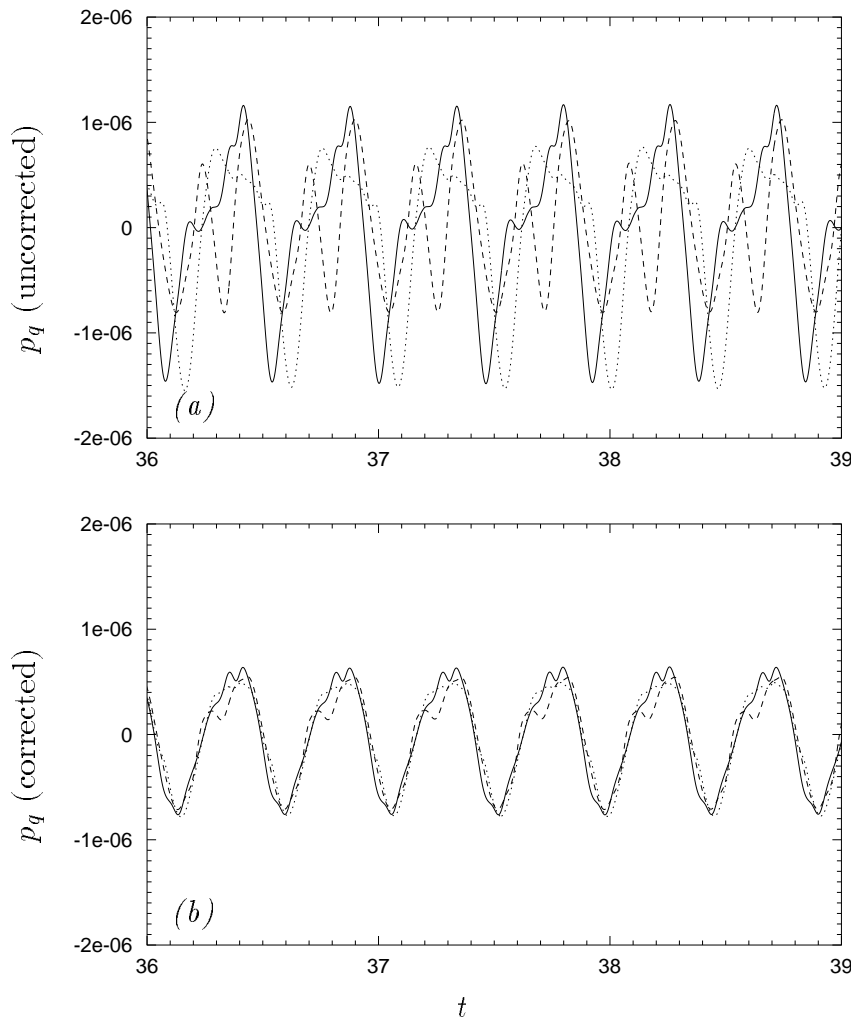 2e-06
1e-06
0
-1e-06
-2e-06
p_q (uncorrected)
(a)
36 37 38 39
2e-06
1e-06
0
-1e-06
-2e-06
p_q (corrected)
(b)
36 37 38 39
t